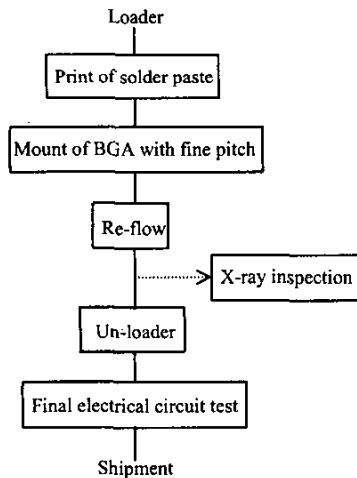 Loader
Print of solder paste
Mount of BGA with fine pitch
Re-flow
X-ray inspection
Un-loader
Final electrical circuit test
Shipment